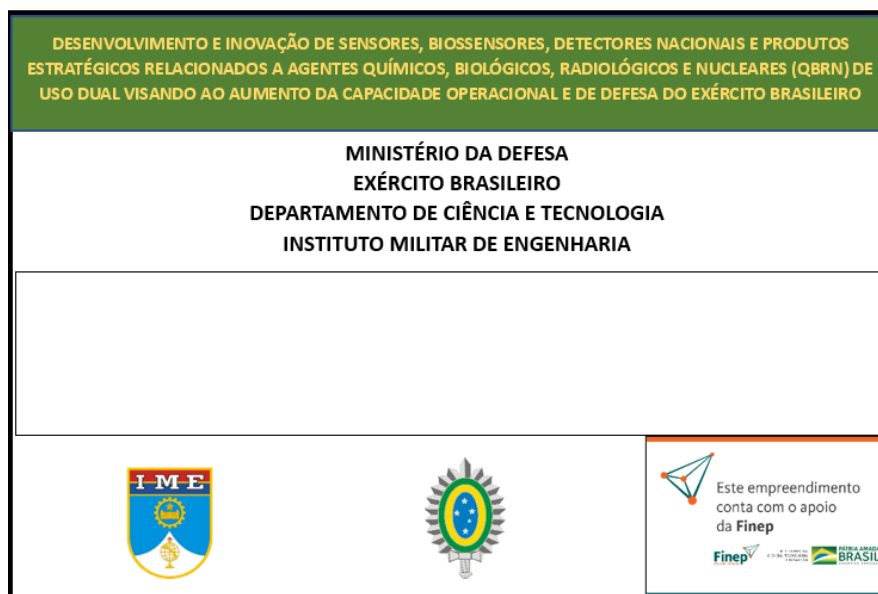 DESENVOLVIMENTO E INOVAÇÃO DE SENSORES, BIOSSENSORES, DETECTORES NACIONAIS E PRODUTOS
ESTRATÉGICOS RELACIONADOS A AGENTES QUÍMICOS, BIOLÓGICOS, RADIOLÓGICOS E NUCLEARES (QBRN) DE
USO DUAL VISANDO AO AUMENTO DA CAPACIDADE OPERACIONAL E DE DEFESA DO EXÉRCITO BRASILEIRO
MINISTÉRIO DA DEFESA
EXÉRCITO BRASILEIRO
DEPARTAMENTO DE CIÊNCIA E TECNOLOGIA
INSTITUTO MILITAR DE ENGENHARIA
I M E
Este empreendimento
conta com o apoio
da Finep
Finep
PÁTRIA AMADA
BRASIL